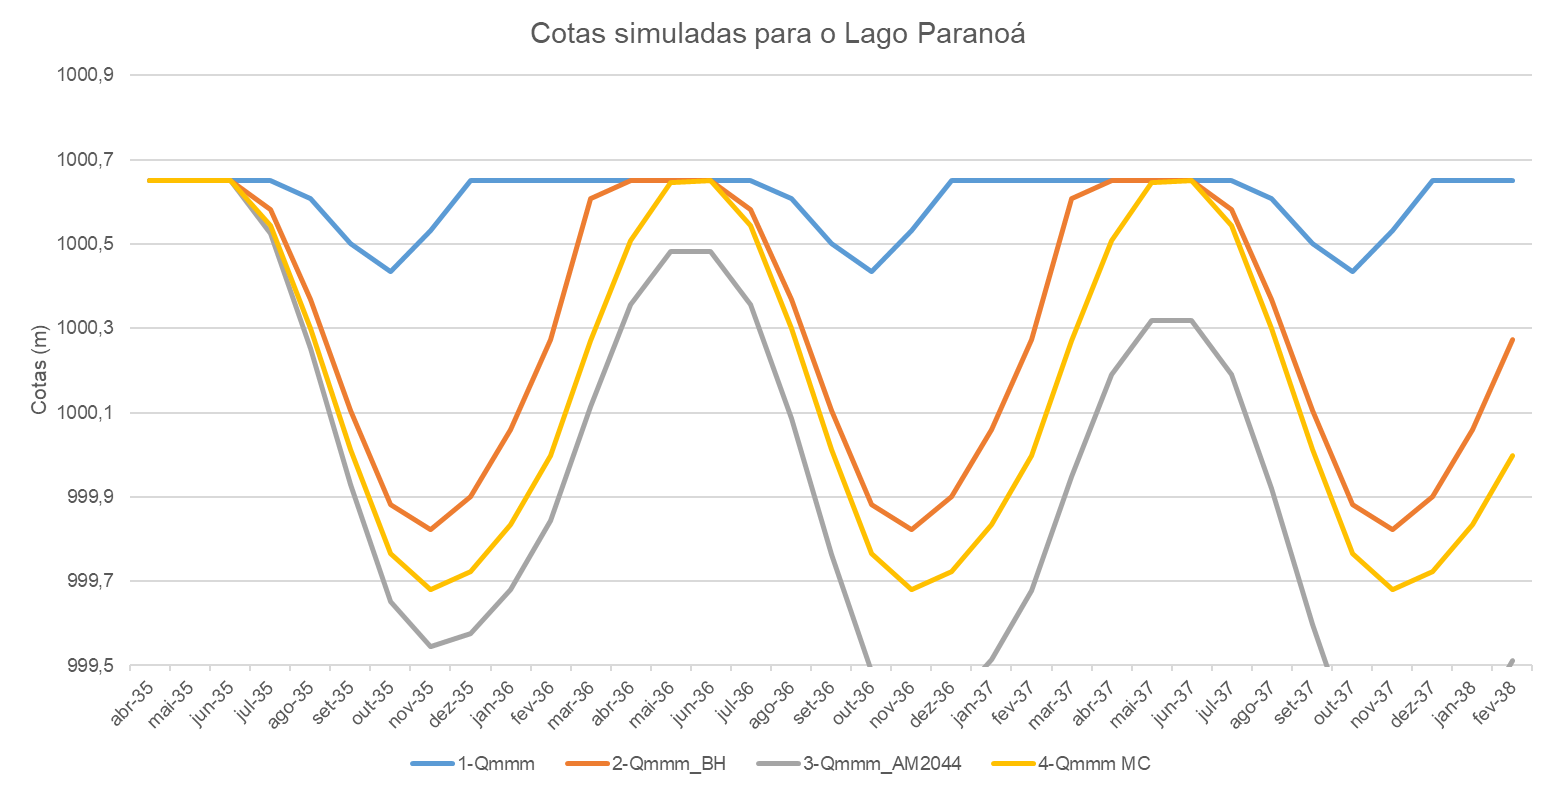 Cotas simuladas para o Lago Paranoá
Cotas (m)
1000,9
1000,7
1000,5
1000,3
1000,1
999,9
999,7
999,5
abr-35
mai-35
jun-35
jul-35
ago-35
set-35
out-35
nov-35
dez-35
jan-36
fev-36
mar-36
abr-36
mai-36
jun-36
jul-36
ago-36
set-36
out-36
nov-36
dez-36
jan-37
fev-37
mar-37
abr-37
mai-37
jun-37
jul-37
ago-37
set-37
out-37
nov-37
dez-37
jan-38
fev-38
1-Qmmm 2-Qmmm_BH 3-Qmmm_AM2044 4-Qmmm MC